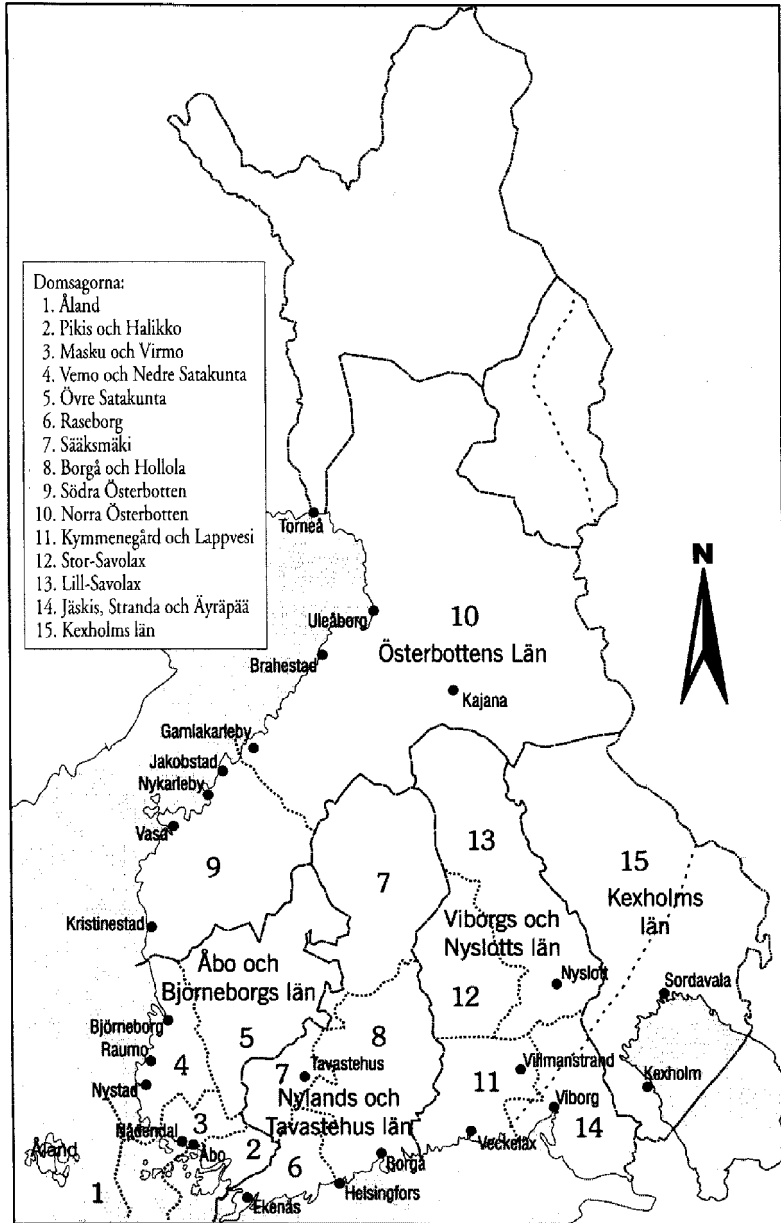 Domsagorna:
1. Åland
2. Pikis och Halikko
3. Masku och Virmo
4. Vemo och Nedre Satakunta
5. Övre Satakunta
6. Raseborg
7. Sääksmäki
8. Borgå och Hollola
9. Södra Österbotten
10. Norra Österbotten
11. Kymmenegård och Lappvesi
12. Stor-Savolax
13. Lill-Savolax
14. Jäskis, Stranda och Äyräpää
15. Kexholms län
Torneå
N
Uleåborg
10
Österbottens Län
Brahestad
Kajana
Gamlakarleby
Jakobstad
Nykarleby
Vasa
13
15
9
7
Kexholms
län
Kristinestad
Viborgs och
Nyslotts län
Åbo och
Björneborgs län
Nyslott
Sordavala
12
Björneborg
5
8
Raumo
4
Tavastehus
7
Villmanstrand
Nystad
11
Kexholm
Nylands och
Tavastehus län
Viborg
3
14
Nådendal
Åbo
2
Veckelax
Åland
Borgå
6
1
Ekenäs
Helsingfors